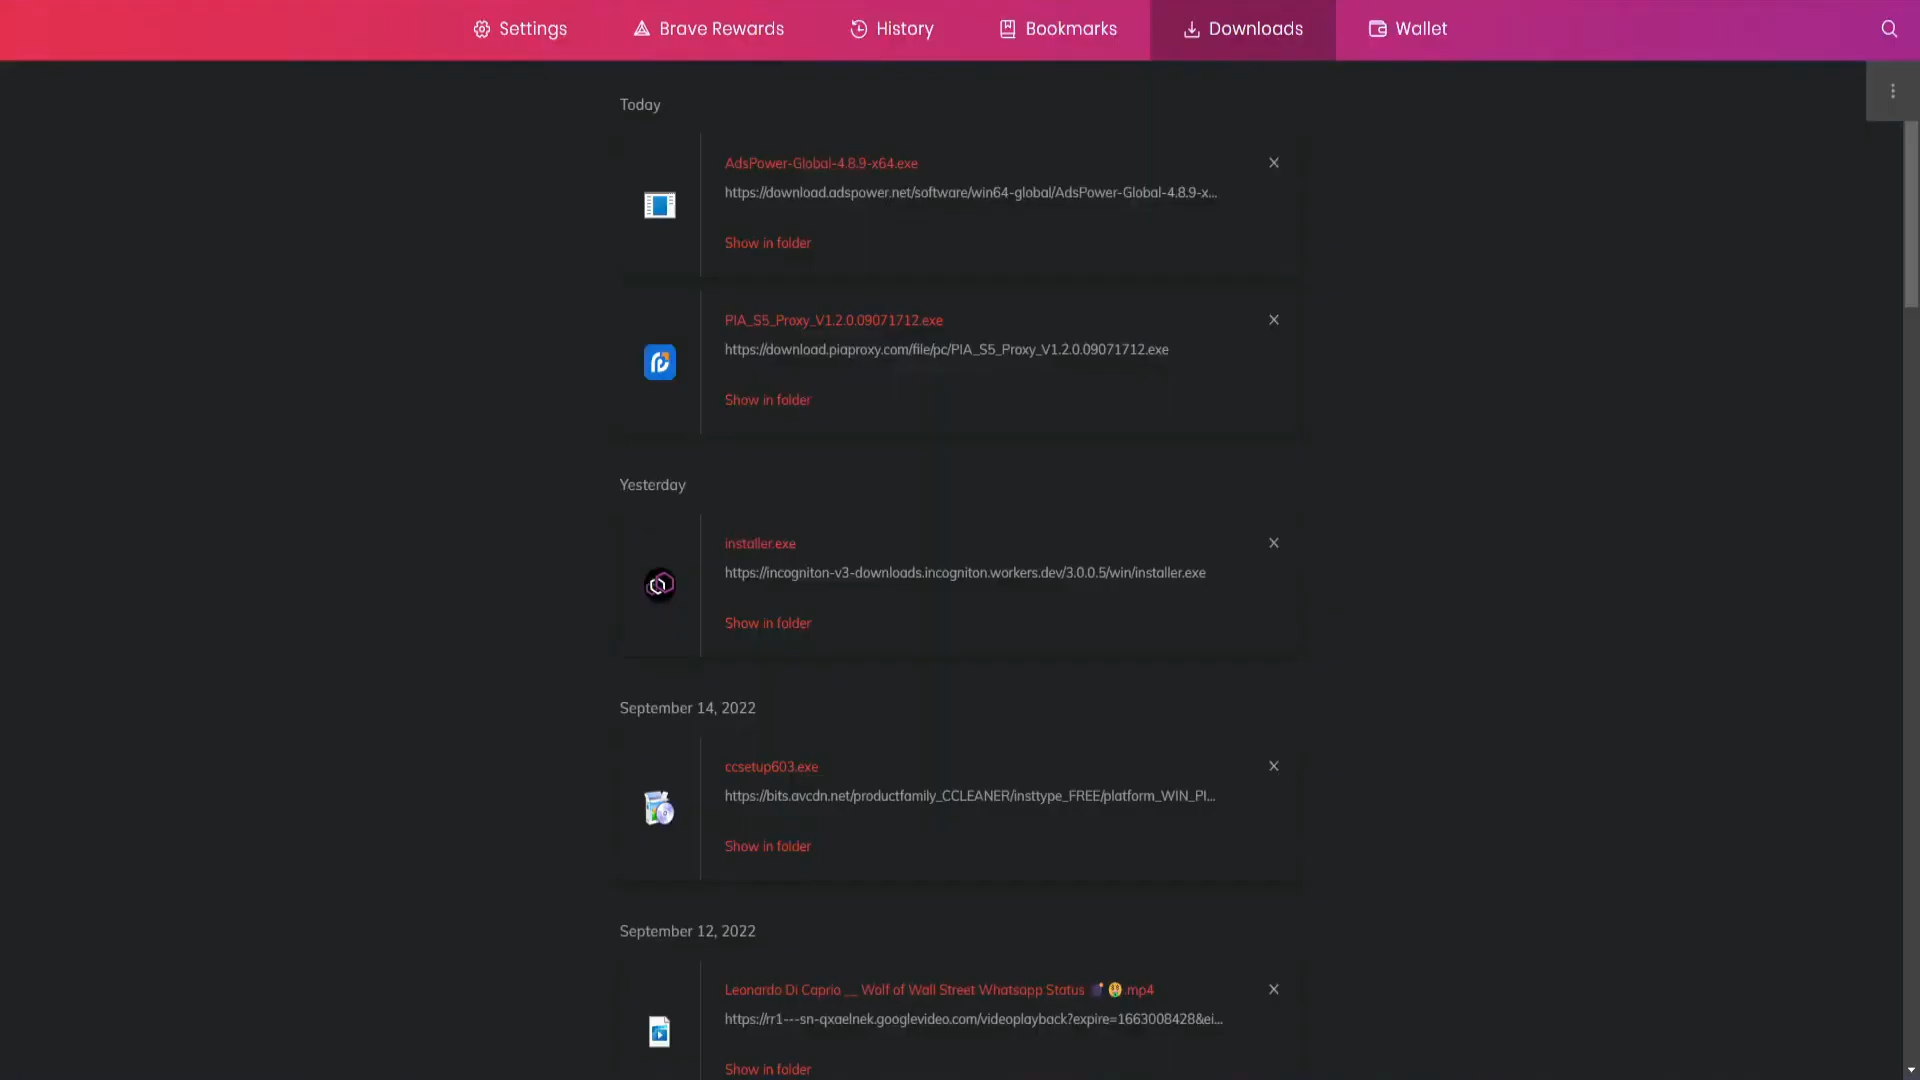 Settings
Brave Rewards
History
Bookmarks
Downloads
Wallet
Today
AdsPower-Global-4.8.9-x64.exe
https://download.adspower.net/software/win64-global/AdsPower-Global-4.8.9-x...
Show in folder
PIA_S5_Proxy_V1.2.0.09071712.exe
https://download.piaproxy.com/file/pc/PIA_S5_Proxy_V1.2.0.09071712.exe
Show in folder
Yesterday
installer.exe
https://incogniton-v3-downloads.incogniton.workers.dev/3.0.0.5/win/installer.exe
Show in folder
September 14, 2022
ccsetup603.exe
https://bits.avcdn.net/productfamily_CCLEANER/insttype_FREE/platform_WIN_PI...
Show in folder
September 12, 2022
Leonardo Di Caprio __ Wolf of Wall Street Whatsapp Status 💣🤑.mp4
https://rr1---sn-qxaelnek.googlevideo.com/videoplayback?expire=1663008428&ei...
Show in folder